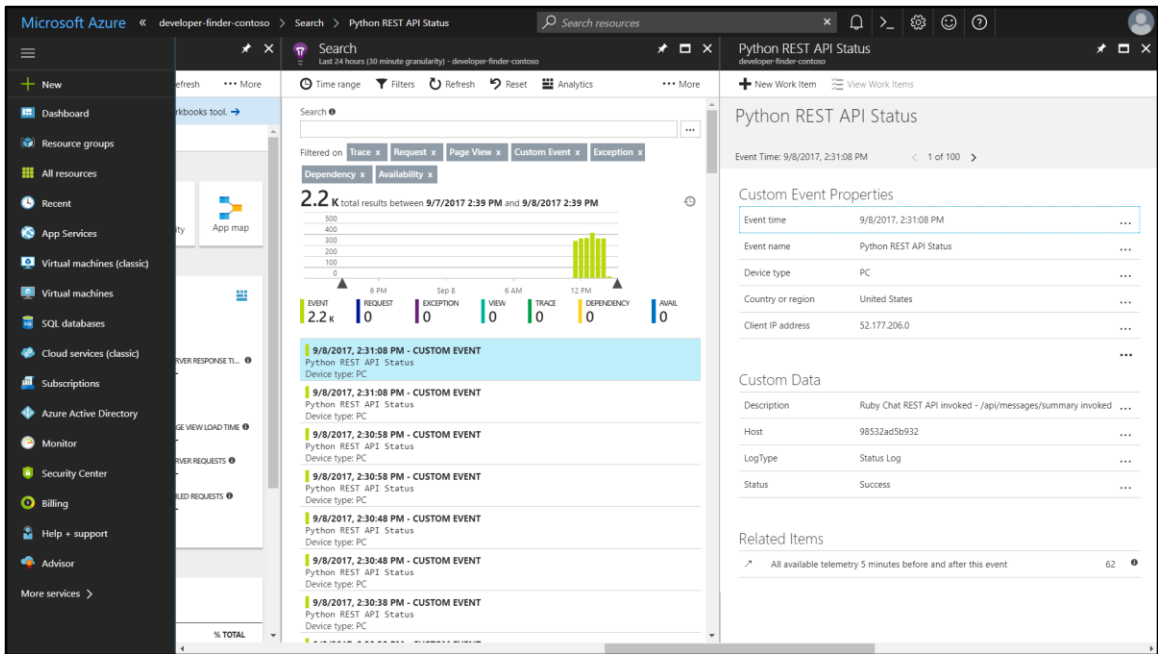 Microsoft Azure « developer-finder-contoso > Search > Python REST API Status
Search resources
New
Dashboard
Resource groups
All resources
Recent
App Services
Virtual machines (classic)
Virtual machines
SQL databases
Cloud services (classic)
Subscriptions
Azure Active Directory
Monitor
Security Center
Billing
Help + support
Advisor
More services >
efresh ••• More
rkbooks tool. →
ity App map
RVER RESPONSE TI...
GE VIEW LOAD TIME
RVER REQUESTS
ILED REQUESTS
% TOTAL
Search
Last 24 hours (30 minute granularity) - developer-finder-contoso
Time range Filters Refresh Reset Analytics ••• More
Search
Filtered on Trace x Request x Page View x Custom Event x Exception x
Dependency x Availability x
2.2 K total results between 9/7/2017 2:39 PM and 9/8/2017 2:39 PM
500
400
300
200
100
0
6 PM Sep 8 6 AM 12 PM
EVENT REQUEST EXCEPTION VIEW TRACE DEPENDENCY AVAIL
2.2 K 0 0 0 0 0 0
9/8/2017, 2:31:08 PM - CUSTOM EVENT
Python REST API Status
Device type: PC
9/8/2017, 2:31:08 PM - CUSTOM EVENT
Python REST API Status
Device type: PC
9/8/2017, 2:30:58 PM - CUSTOM EVENT
Python REST API Status
Device type: PC
9/8/2017, 2:30:58 PM - CUSTOM EVENT
Python REST API Status
Device type: PC
9/8/2017, 2:30:48 PM - CUSTOM EVENT
Python REST API Status
Device type: PC
9/8/2017, 2:30:48 PM - CUSTOM EVENT
Python REST API Status
Device type: PC
9/8/2017, 2:30:38 PM - CUSTOM EVENT
Python REST API Status
Device type: PC
Python REST API Status
developer-finder-contoso
New Work Item View Work Items
Python REST API Status
Event Time: 9/8/2017, 2:31:08 PM < 1 of 100 >
Custom Event Properties
Event time 9/8/2017, 2:31:08 PM ...
Event name Python REST API Status ...
Device type PC ...
Country or region United States ...
Client IP address 52.177.206.0 ...
•••
Custom Data
Description Ruby Chat REST API invoked - /api/messages/summary invoked ...
Host 98532ad5b932 ...
LogType Status Log ...
Status Success ...
Related Items
All available telemetry 5 minutes before and after this event 62